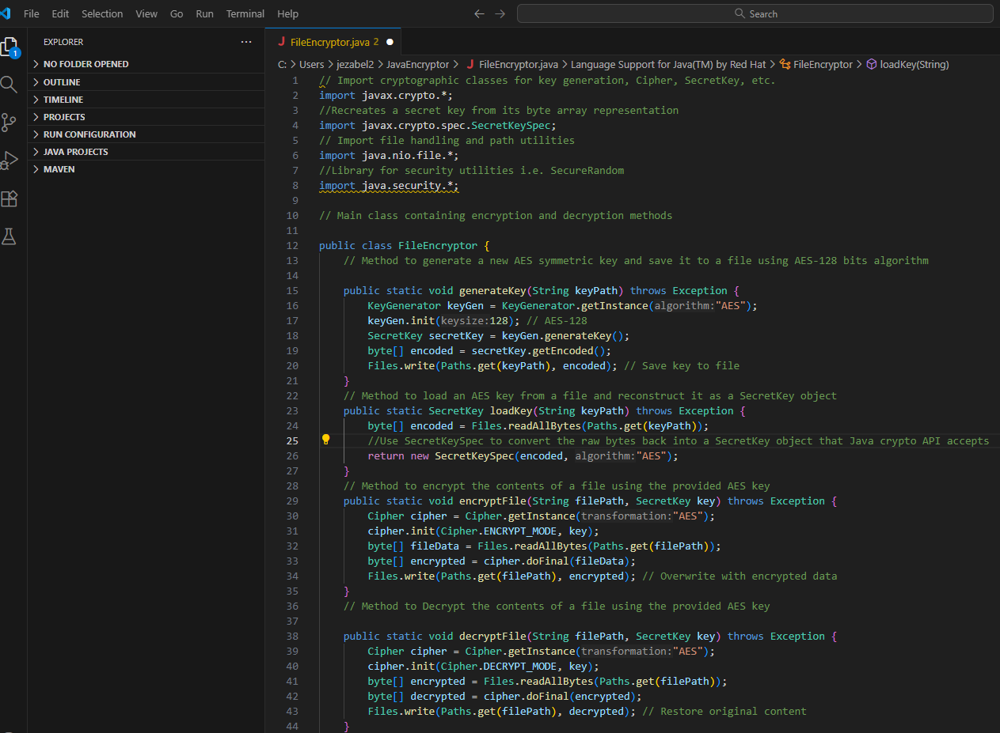 File Edit Selection View Go Run Terminal Help
Search
EXPLORER
1
NO FOLDER OPENED
OUTLINE
TIMELINE
PROJECTS
RUN CONFIGURATION
JAVA PROJECTS
MAVEN
J FileEncryptor.java 2
C: > Users > jezabel2 > JavaEncryptor > J FileEncryptor.java > Language Support for Java(TM) by Red Hat > FileEncryptor > loadKey(String)
1 // Import cryptographic classes for key generation, Cipher, SecretKey, etc.
2 import javax.crypto.*;
3 //Recreates a secret key from its byte array representation
4 import javax.crypto.spec.SecretKeySpec;
5 // Import file handling and path utilities
6 import java.nio.file.*;
7 //Library for security utilities i.e. SecureRandom
8 import java.security.*;
9
10 // Main class containing encryption and decryption methods
11
12 public class FileEncryptor {
13 // Method to generate a new AES symmetric key and save it to a file using AES-128 bits algorithm
14
15 public static void generateKey(String keyPath) throws Exception {
16 KeyGenerator keyGen = KeyGenerator.getInstance(algorithm:"AES");
17 keyGen.init(keysize:128); // AES-128
18 SecretKey secretKey = keyGen.generateKey();
19 byte[] encoded = secretKey.getEncoded();
20 Files.write(Paths.get(keyPath), encoded); // Save key to file
21 }
22 // Method to load an AES key from a file and reconstruct it as a SecretKey object
23 public static SecretKey loadKey(String keyPath) throws Exception {
24 byte[] encoded = Files.readAllBytes(Paths.get(keyPath));
25 //Use SecretKeySpec to convert the raw bytes back into a SecretKey object that Java crypto API accepts
26 return new SecretKeySpec(encoded, algorithm:"AES");
27 }
28 // Method to encrypt the contents of a file using the provided AES key
29 public static void encryptFile(String filePath, SecretKey key) throws Exception {
30 Cipher cipher = Cipher.getInstance(transformation:"AES");
31 cipher.init(Cipher.ENCRYPT_MODE, key);
32 byte[] fileData = Files.readAllBytes(Paths.get(filePath));
33 byte[] encrypted = cipher.doFinal(fileData);
34 Files.write(Paths.get(filePath), encrypted); // Overwrite with encrypted data
35 }
36 // Method to Decrypt the contents of a file using the provided AES key
37
38 public static void decryptFile(String filePath, SecretKey key) throws Exception {
39 Cipher cipher = Cipher.getInstance(transformation:"AES");
40 cipher.init(Cipher.DECRYPT_MODE, key);
41 byte[] encrypted = Files.readAllBytes(Paths.get(filePath));
42 byte[] decrypted = cipher.doFinal(encrypted);
43 Files.write(Paths.get(filePath), decrypted); // Restore original content
44 }